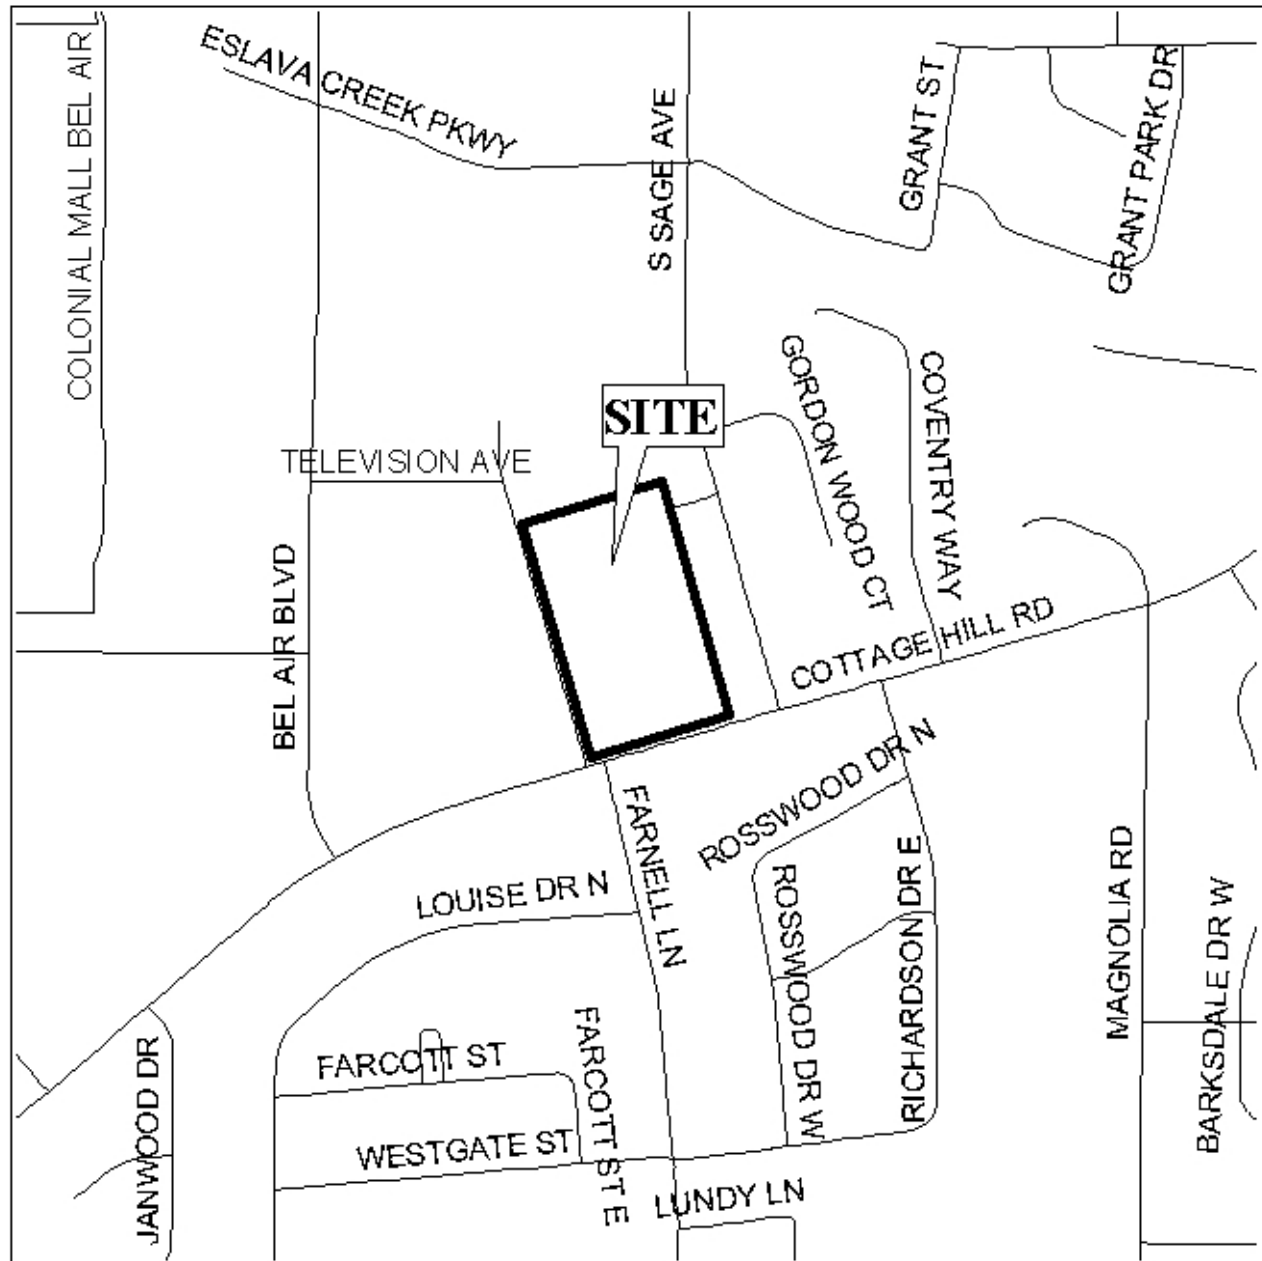 ESLAVA CREEK PKWY
COLONIAL MALL BEL AIR
S SAGE AVE
GRANT ST
GRANT PARK DR
SITE
GORDON WOOD CT
COVENTRY WAY
TELEVISION AVE
BEL AIR BLVD
COTTAGE HILL RD
ROSSWOOD DR N
FARNELL LN
LOUISE DR N
ROSSWOOD DR W
RICHARDSON DR E
MAGNOLIA RD
BARKSDALE DR W
FARCOTT ST
FARCOTT ST E
JANWOOD DR
WESTGATE ST
LUNDY LN